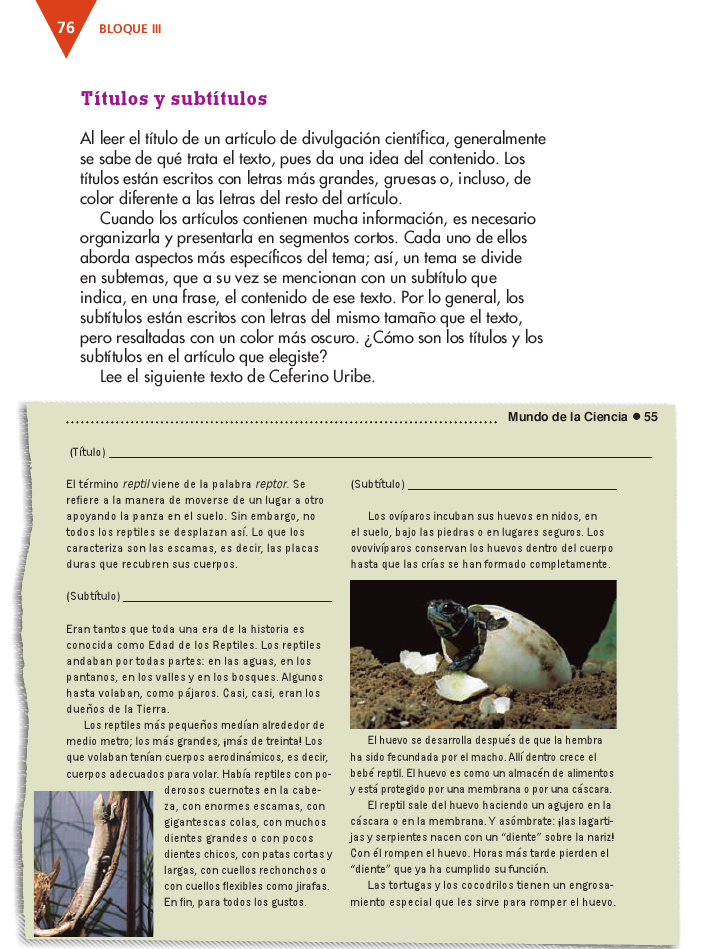 76
BLOQUE III
Títulos y subtítulos
Al leer el título de un artículo de divulgación científica, generalmente
se sabe de qué trata el texto, pues da una idea del contenido. Los
títulos están escritos con letras más grandes, gruesas o, incluso, de
color diferente a las letras del resto del artículo.
Cuando los artículos contienen mucha información, es necesario
organizarla y presentarla en segmentos cortos. Cada uno de ellos
aborda aspectos más específicos del tema; así, un tema se divide
en subtemas, que a su vez se mencionan con un subtítulo que
indica, en una frase, el contenido de ese texto. Por lo general, los
subtítulos están escritos con letras del mismo tamaño que el texto,
pero resaltadas con un color más oscuro. ¿Cómo son los títulos y los
subtítulos en el artículo que elegiste?
Lee el siguiente texto de Ceferino Uribe.
Mundo de la Ciencia ● 55
(Título)
El término reptil viene de la palabra reptor. Se
refiere a la manera de moverse de un lugar a otro
apoyando la panza en el suelo. Sin embargo, no
todos los reptiles se desplazan así. Lo que los
caracteriza son las escamas, es decir, las placas
duras que recubren sus cuerpos.
(Subtítulo)
Eran tantos que toda una era de la historia es
conocida como Edad de los Reptiles. Los reptiles
andaban por todas partes: en las aguas, en los
pantanos, en los valles y en los bosques. Algunos
hasta volaban, como pájaros. Casi, casi, eran los
dueños de la Tierra.
Los reptiles más pequeños medían alrededor de
medio metro; los más grandes, ¡más de treinta! Los
que volaban tenían cuerpos aerodinámicos, es decir,
cuerpos adecuados para volar. Había reptiles con po-
derosos cuernotes en la cabe-
za, con enormes escamas, con
gigantescas colas, con muchos
dientes grandes o con pocos
dientes chicos, con patas cortas y
largas, con cuellos rechonchos o
con cuellos flexibles como jirafas.
En fin, para todos los gustos.
(Subtítulo)
Los ovíparos incuban sus huevos en nidos, en
el suelo, bajo las piedras o en lugares seguros. Los
ovovivíparos conservan los huevos dentro del cuerpo
hasta que las crías se han formado completamente.
El huevo se desarrolla después de que la hembra
ha sido fecundada por el macho. Allí dentro crece el
bebé reptil. El huevo es como un almacén de alimentos
y está protegido por una membrana o por una cáscara.
El reptil sale del huevo haciendo un agujero en la
cáscara o en la membrana. Y asómbrate: ¡las lagarti-
jas y serpientes nacen con un “diente” sobre la nariz!
Con él rompen el huevo. Horas más tarde pierden el
“diente” que ya ha cumplido su función.
Las tortugas y los cocodrilos tienen un engrosa-
miento especial que les sirve para romper el huevo.